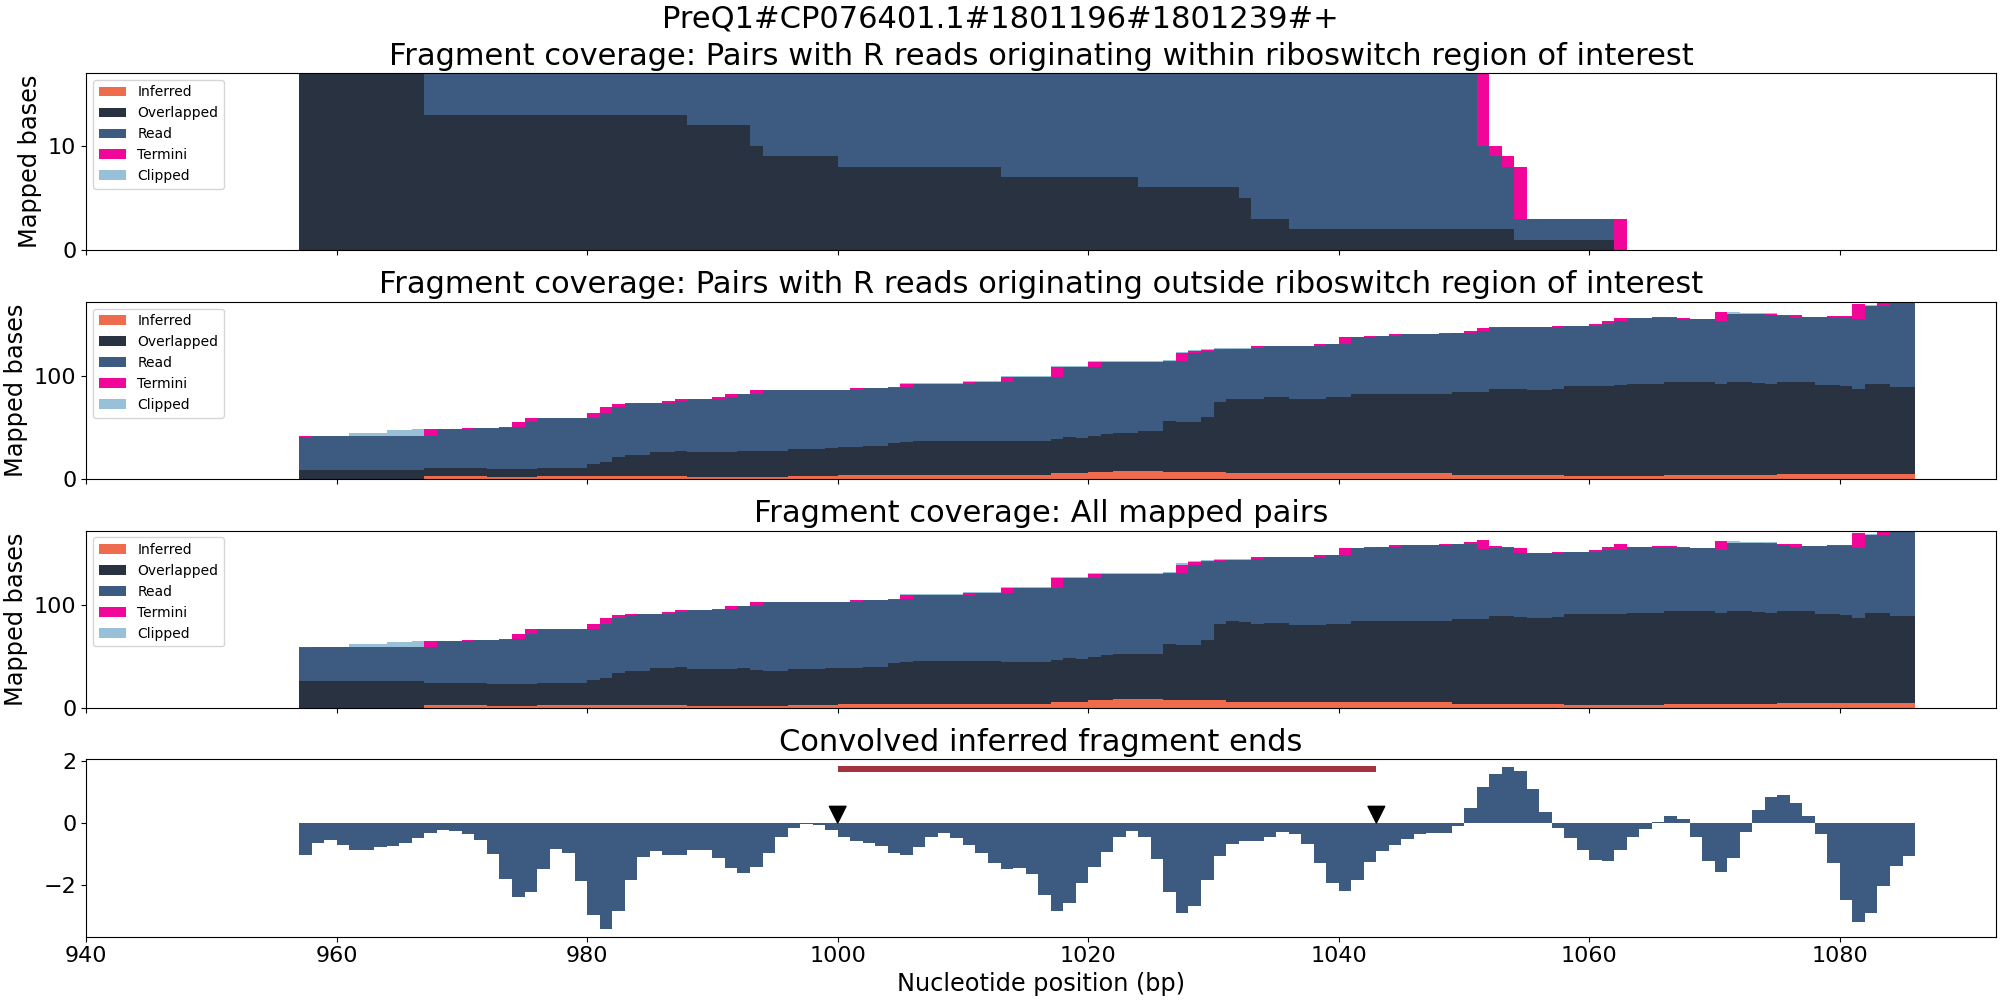 PreQ1#CP076401.1#1801196#1801239#+
Fragment coverage: Pairs with R reads originating within riboswitch region of interest
Mapped bases
10
0
Inferred
Overlapped
Read
Termini
Clipped
Fragment coverage: Pairs with R reads originating outside riboswitch region of interest
Mapped bases
100
0
Inferred
Overlapped
Read
Termini
Clipped
Fragment coverage: All mapped pairs
Mapped bases
100
0
Inferred
Overlapped
Read
Termini
Clipped
Convolved inferred fragment ends
2
0
−2
940 960 980 1000 1020 1040 1060 1080
Nucleotide position (bp)